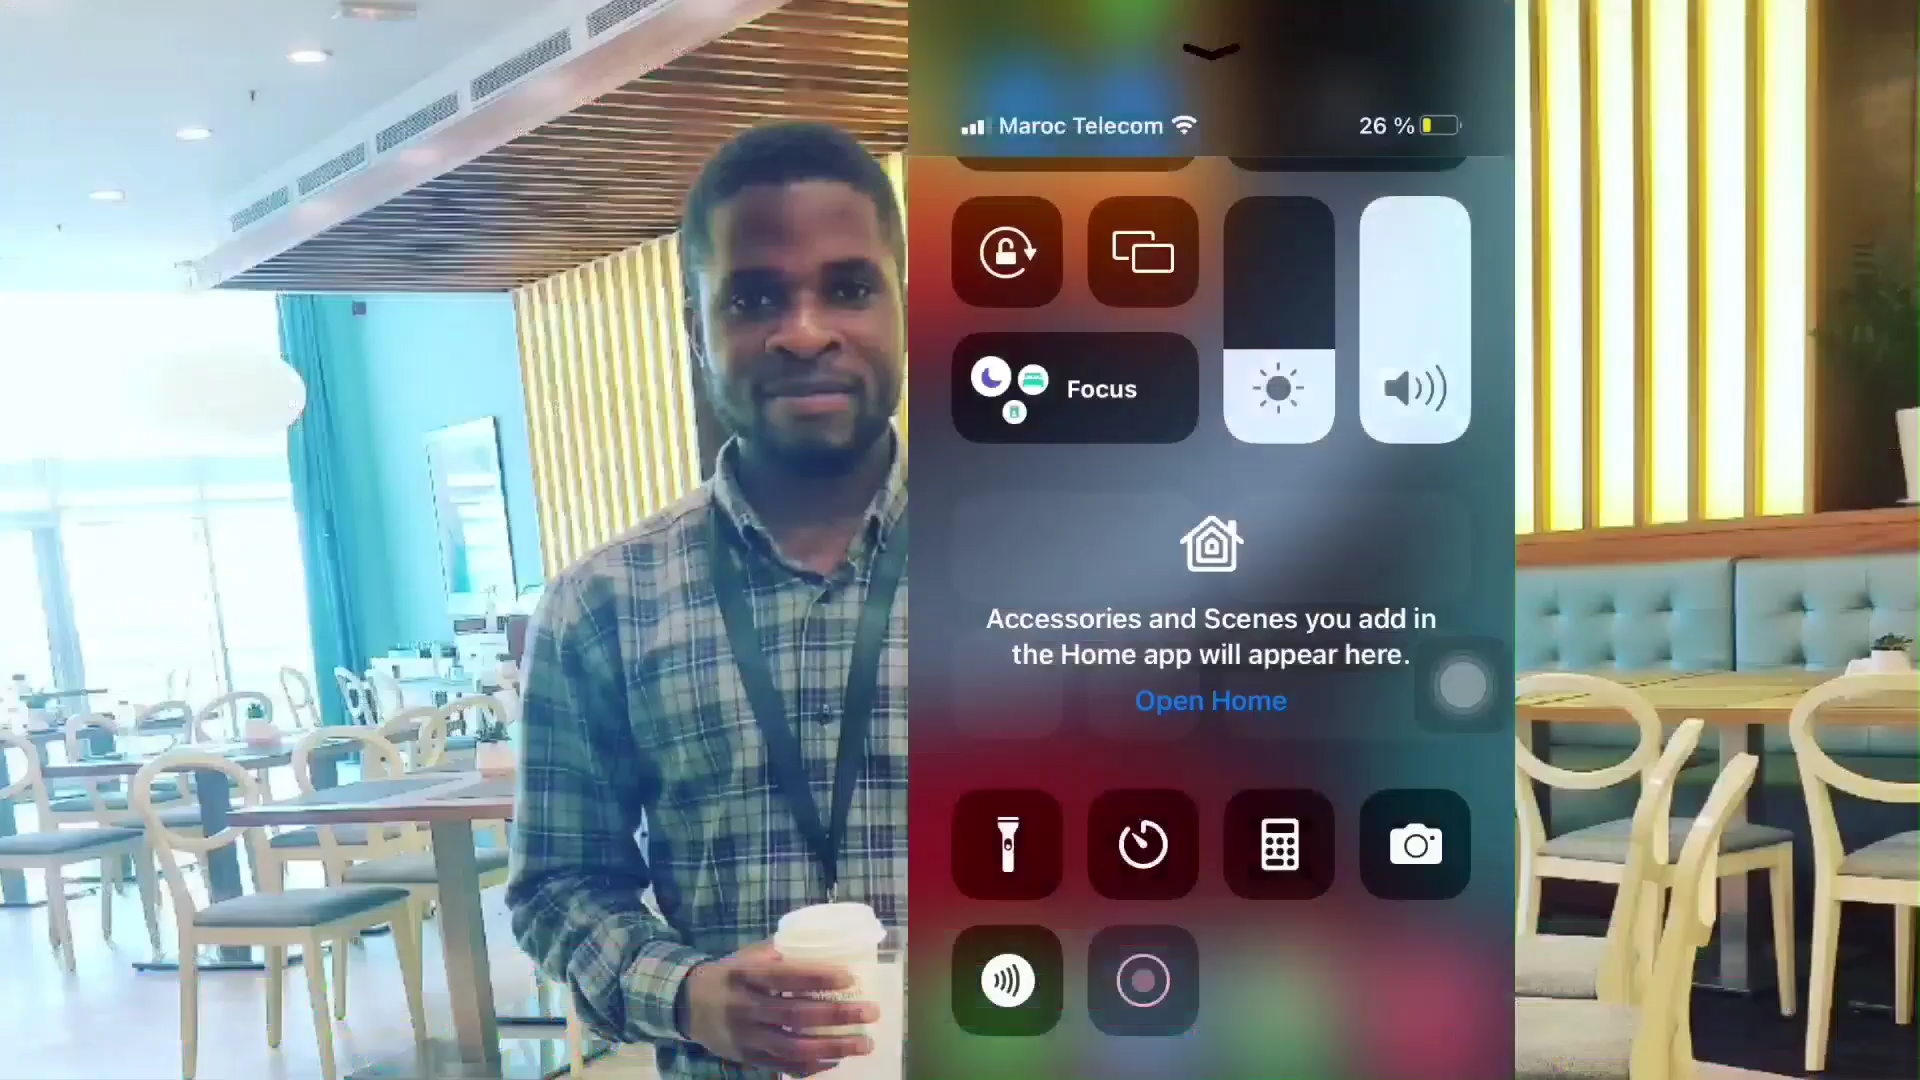 Maroc Telecom
26 %
Focus
Accessories and Scenes you add in
the Home app will appear here.
Open Home